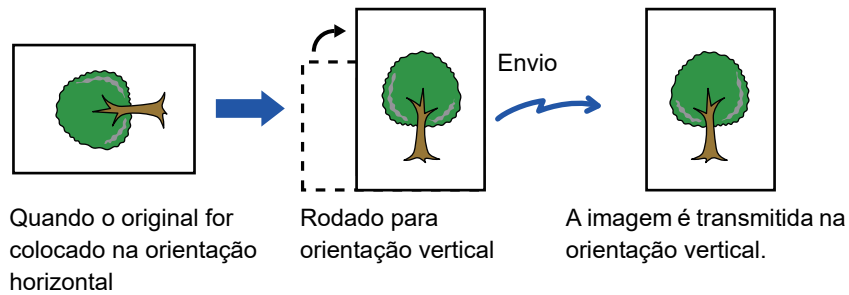 Envio
Quando o original for
colocado na orientação
horizontal
Rodado para
orientação vertical
A imagem é transmitida na
orientação vertical.